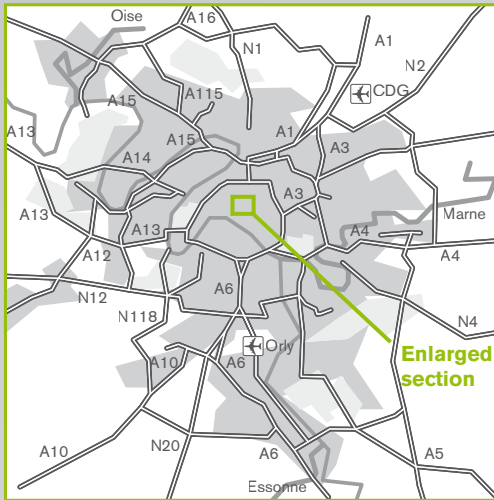 Oise
A16
N1
A1
N2
A115
CDG
A15
A13
A15
A1
A3
A14
A3
Marne
A13
A13
A4
A4
A12
N12
A6
N118
N4
Orly
Enlarged
section
A10
A6
A10
N20
A6
A5
Essonne